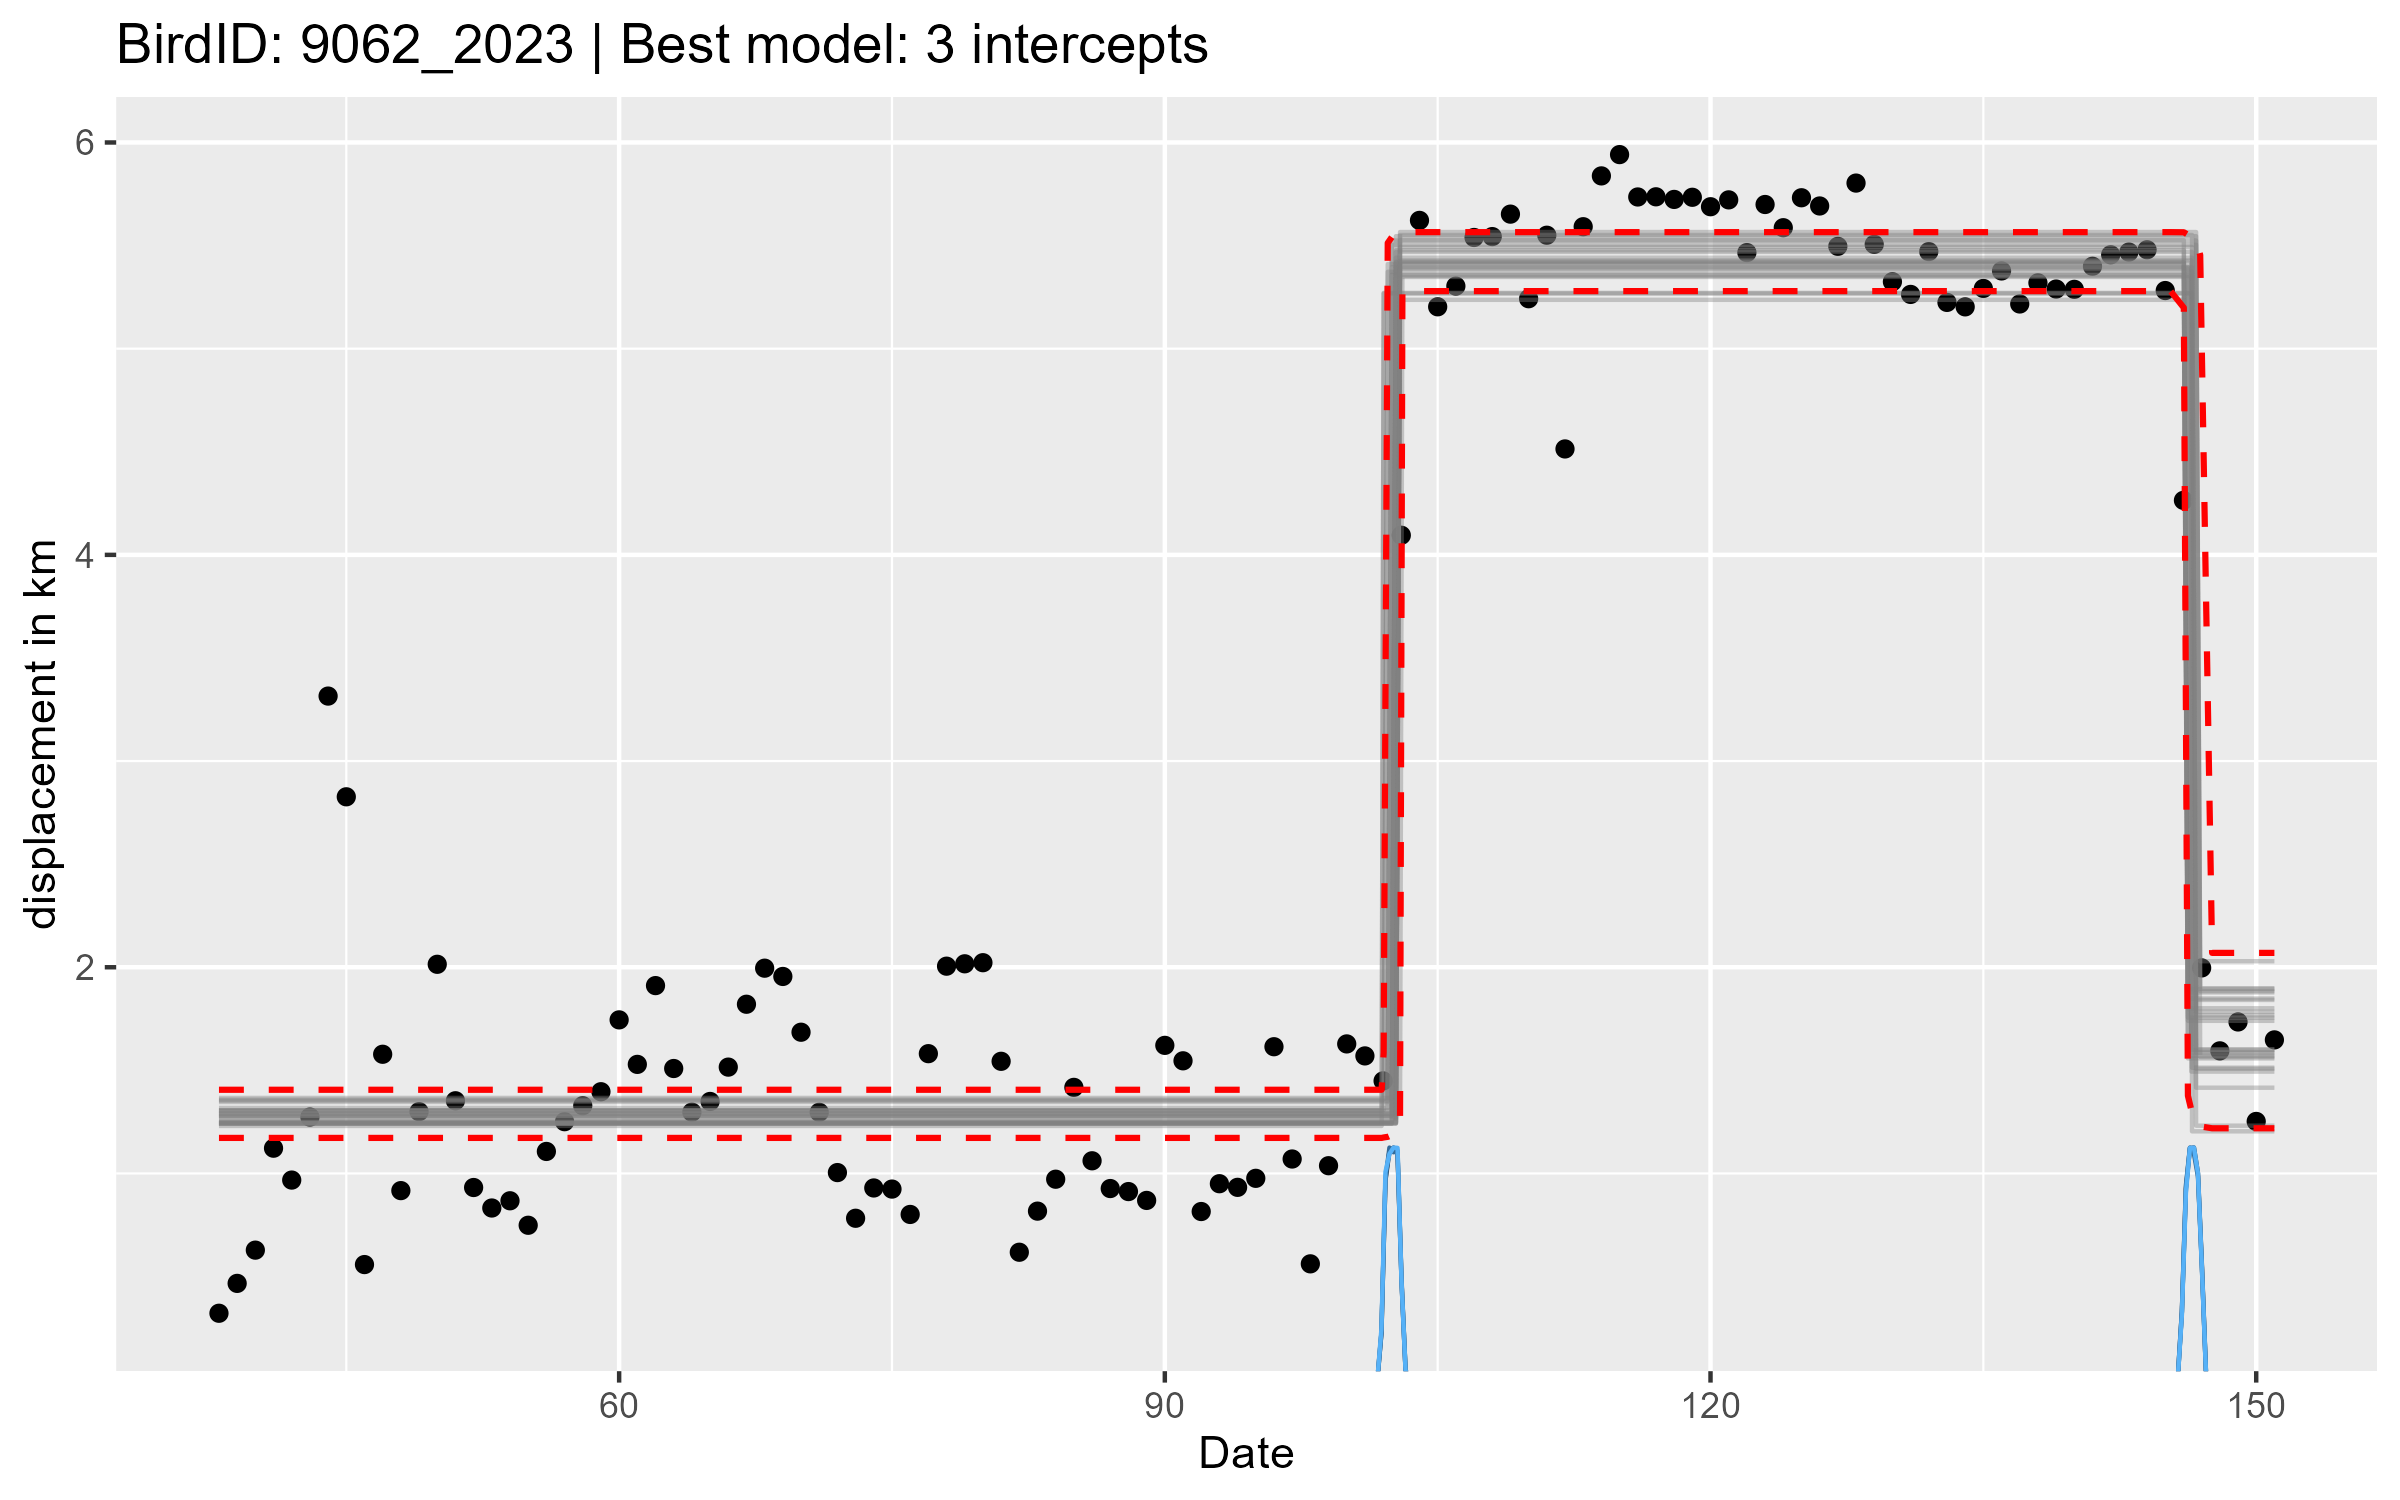 BirdID: 9062_2023 | Best model: 3 intercepts
6
4
2
displacement in km
60 90 120 150
Date